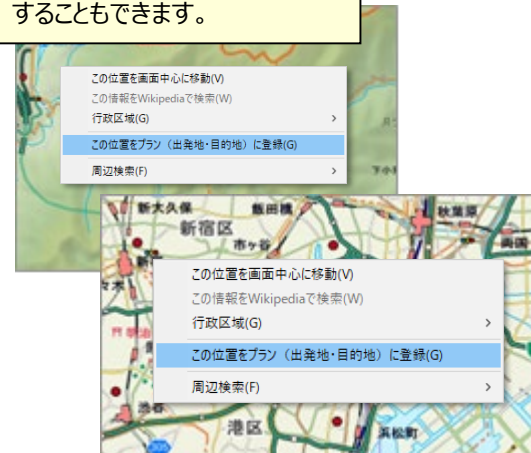 することもできます。
この位置を画面中心に移動(V)
この情報をWikipediaで検索(W)
行政区域(G)
この位置をプラン（出発地・目的地）に登録(G)
周辺検索(F)
新大久保
飯田橋
秋葉原
新宿区
市ヶ谷
両国
この位置を画面中心に移動(V)
この情報をWikipediaで検索(W)
行政区域(G)
この位置をプラン（出発地・目的地）に登録(G)
周辺検索(F)
渋谷
港区
浜松町